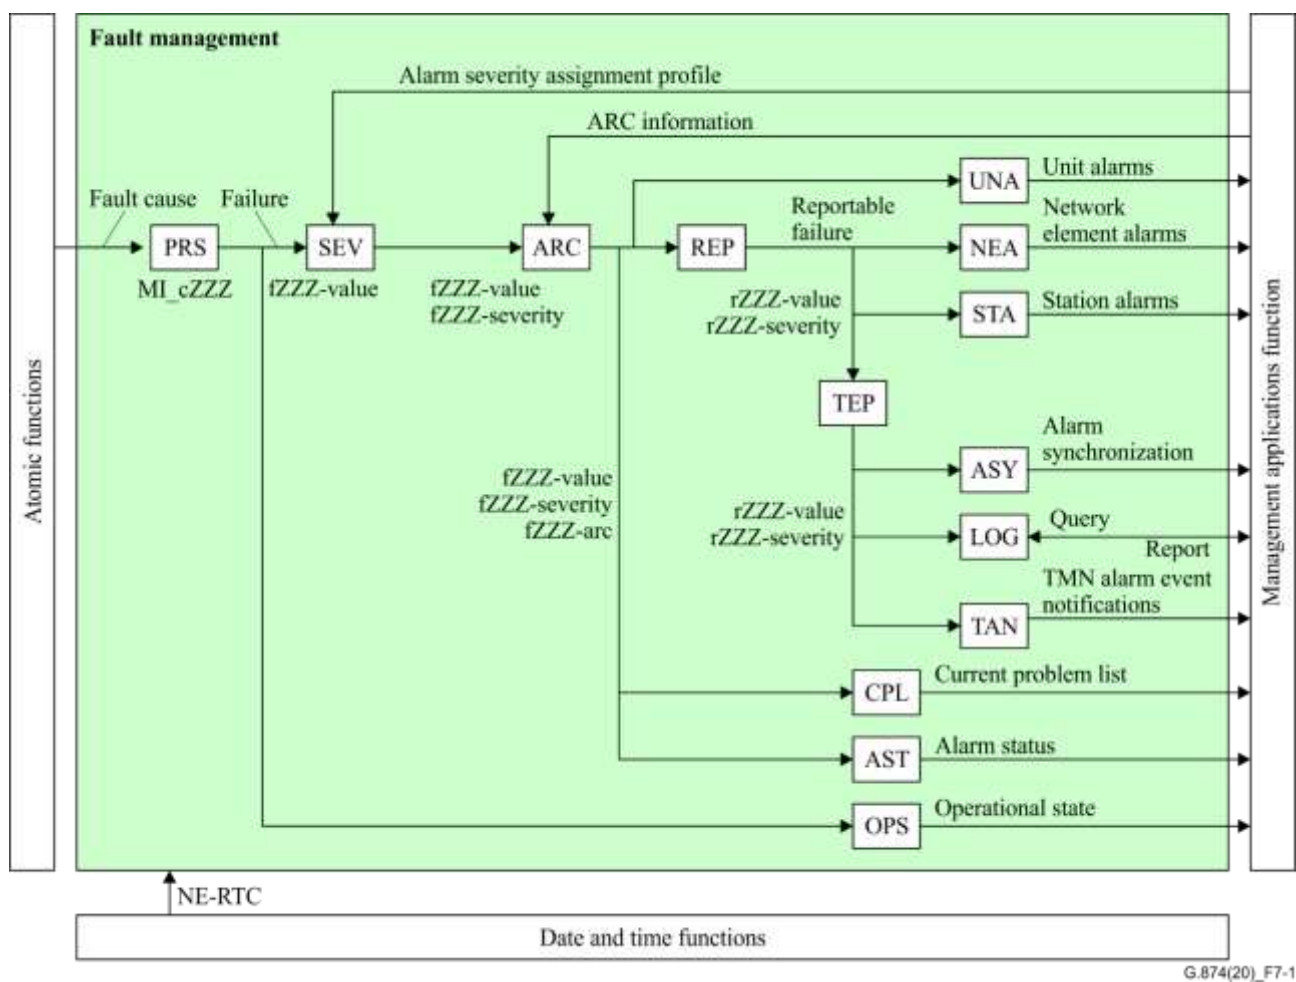 Fault management
Alarm severity assignment profile
ARC information
Fault cause
Failure
PRS
MI_cZZZ
SEV
fZZZ-value
ARC
fZZZ-value
fZZZ-severity
REP
Reportable
failure
UNA
Unit alarms
NEA
Network
element alarms
rZZZ-value
rZZZ-severity
STA
Station alarms
TEP
fZZZ-value
fZZZ-severity
fZZZ-arc
rZZZ-value
rZZZ-severity
ASY
Alarm
synchronization
LOG
Query
Report
TAN
TMN alarm event
notifications
CPL
Current problem list
AST
Alarm status
OPS
Operational state
Atomic functions
Management applications function
NE-RTC
Date and time functions
G.874(20)_F7-1